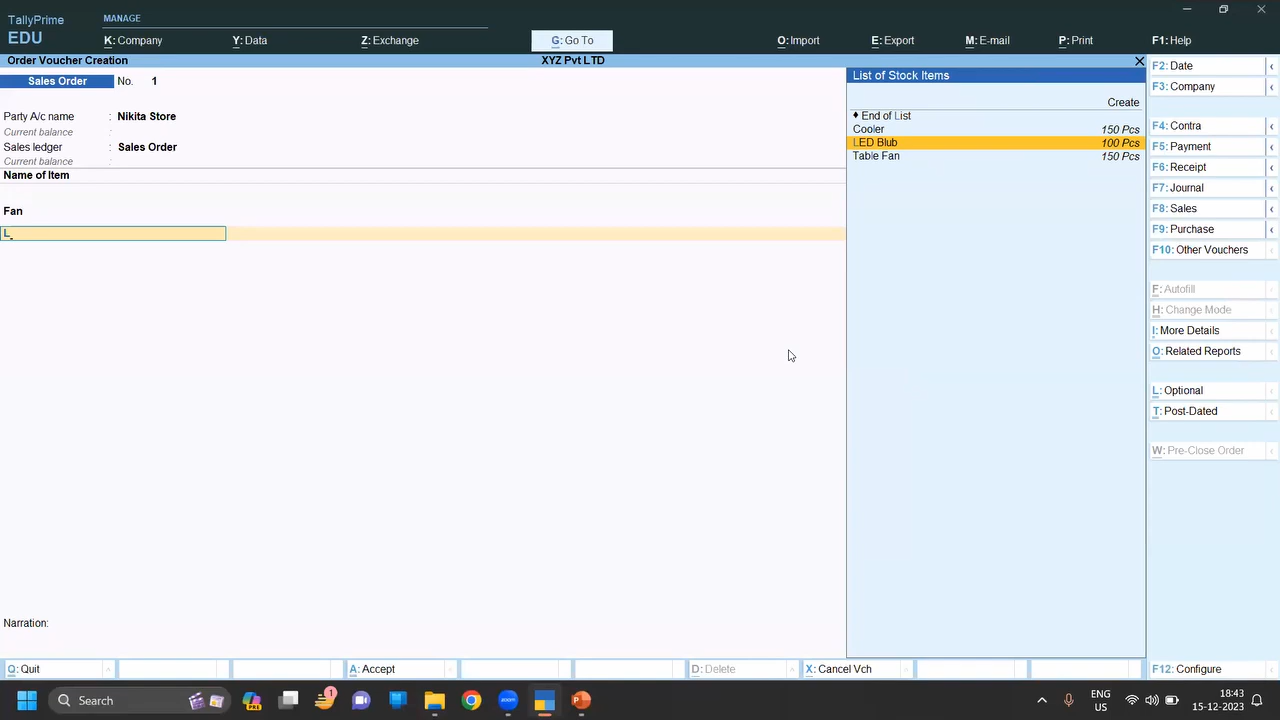 TallyPrime
EDU
MANAGE
K: Company
Y: Data
Z: Exchange
G: Go To
O: Import
E: Export
M: E-mail
P: Print
F1: Help
Order Voucher Creation
XYZ Pvt LTD
Sales Order No. 1
Party A/c name : Nikita Store
Current balance :
Sales ledger : Sales Order
Current balance :
Name of Item
Fan
L
Narration:
List of Stock Items
Create
♦ End of List
Cooler 150 Pcs
LED Blub 100 Pcs
Table Fan 150 Pcs
F2: Date
F3: Company
F4: Contra
F5: Payment
F6: Receipt
F7: Journal
F8: Sales
F9: Purchase
F10: Other Vouchers
F: Autofill
H: Change Mode
I: More Details
O: Related Reports
L: Optional
T: Post-Dated
W: Pre-Close Order
Q: Quit
A: Accept
D: Delete
X: Cancel Vch
F12: Configure
Search
PRE
1
zoom
ENG
US
18:43
15-12-2023